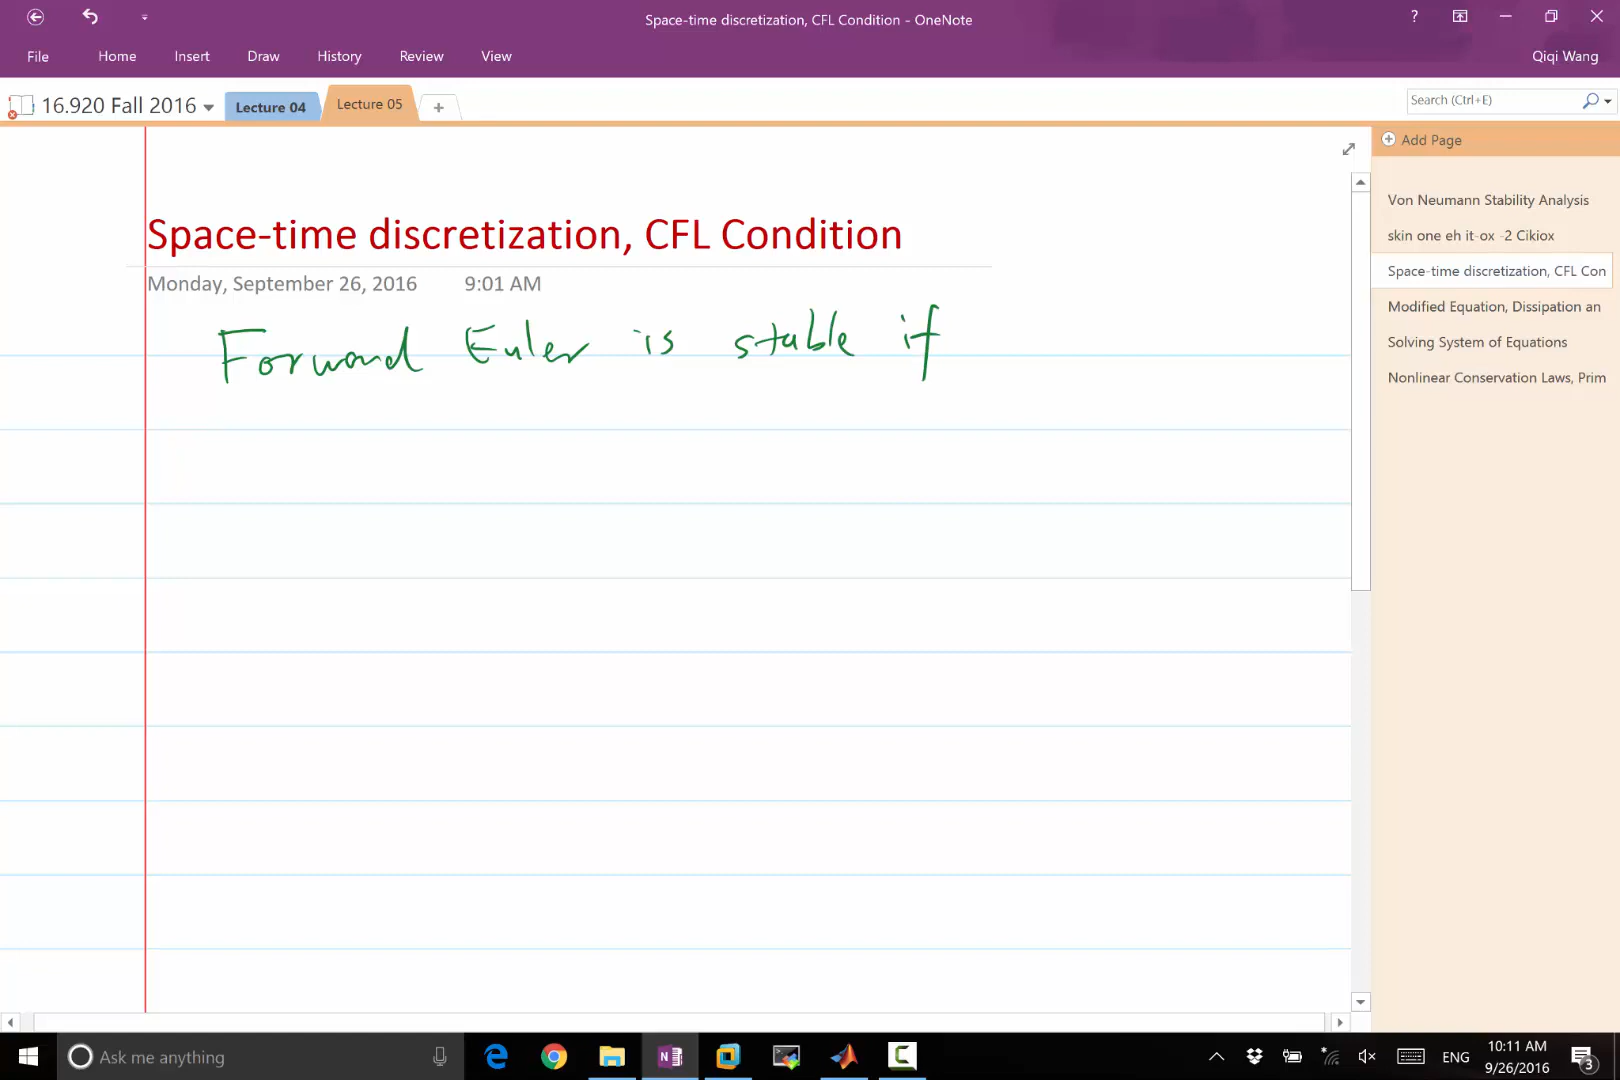 Space-time discretization, CFL Condition - OneNote
?
File Home Insert Draw History Review View
Qiqi Wang
16.920 Fall 2016 Lecture 04 Lecture 05 +
Search (Ctrl+E)
Add Page
Space-time discretization, CFL Condition
Monday, September 26, 2016 9:01 AM
Forward Euler is stable if
Von Neumann Stability Analysis
skin one eh it-ox -2 Cikiox
Space-time discretization, CFL Con
Modified Equation, Dissipation an
Solving System of Equations
Nonlinear Conservation Laws, Prim
Ask me anything
ENG
10:11 AM
9/26/2016
3